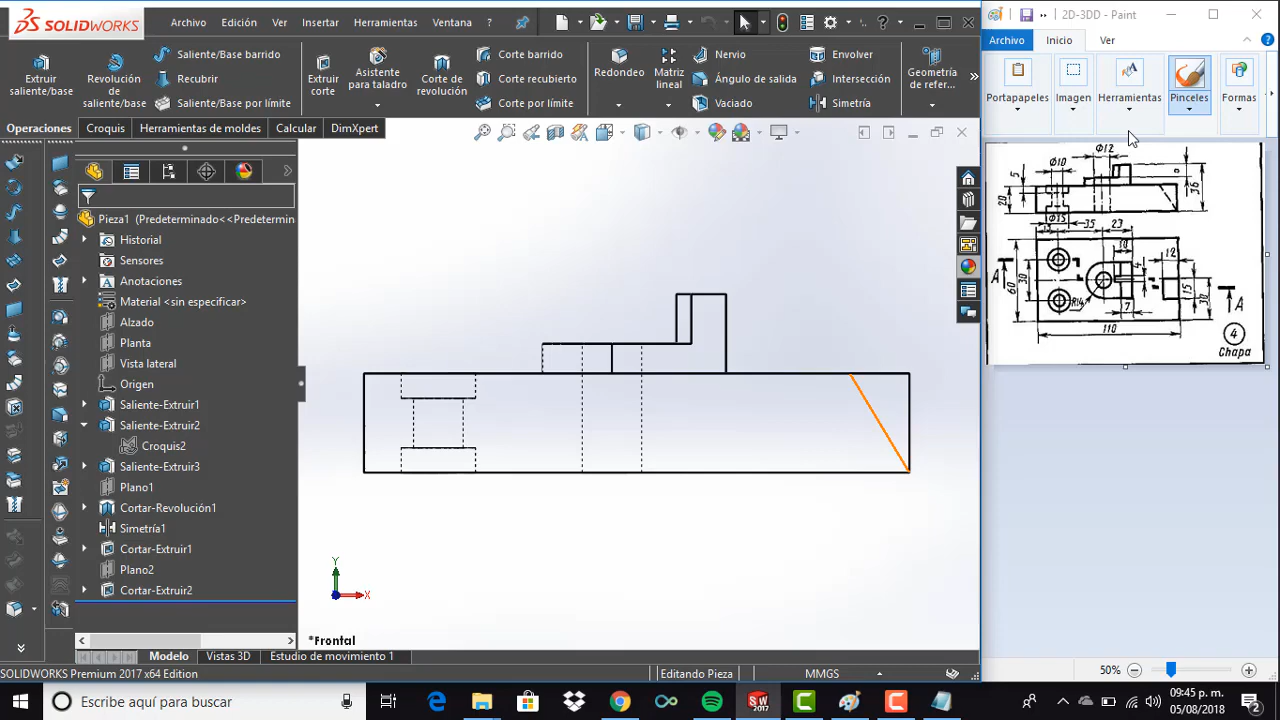 SOLIDWORKS
Archivo Edición Ver Insertar Herramientas Ventana ?
Extruir saliente/base
Revolución de saliente/base
Saliente/Base barrido
Recubrir
Saliente/Base por límite
Extruir corte
Asistente para taladro
Corte de revolución
Corte barrido
Corte recubierto
Corte por límite
Redondeo
Matriz lineal
Nervio
Ángulo de salida
Vaciado
Envolver
Intersección
Simetría
Geometría de refer...
Operaciones Croquis Herramientas de moldes Calcular DimXpert
Pieza1 (Predeterminado<<Predetermin
Historial
Sensores
Anotaciones
Material <sin especificar>
Alzado
Planta
Vista lateral
Origen
Saliente-Extruir1
Saliente-Extruir2
Croquis2
Saliente-Extruir3
Plano1
Cortar-Revolución1
Simetría1
Cortar-Extruir1
Plano2
Cortar-Extruir2
Y
X
*Frontal
Modelo Vistas 3D Estudio de movimiento 1
SOLIDWORKS Premium 2017 x64 Edition Editando Pieza MMGS
2D-3DD - Paint
Archivo Inicio Ver
Portapapeles Imagen Herramientas Pinceles Formas
Φ10 Φ12
5
20
36
Φ15
35 23
10
4
12
A
60
30
R14
7
15
30
A
110
4
Chapa
50%
Escribe aquí para buscar
SW 2017
09:45 p. m.
05/08/2018
2